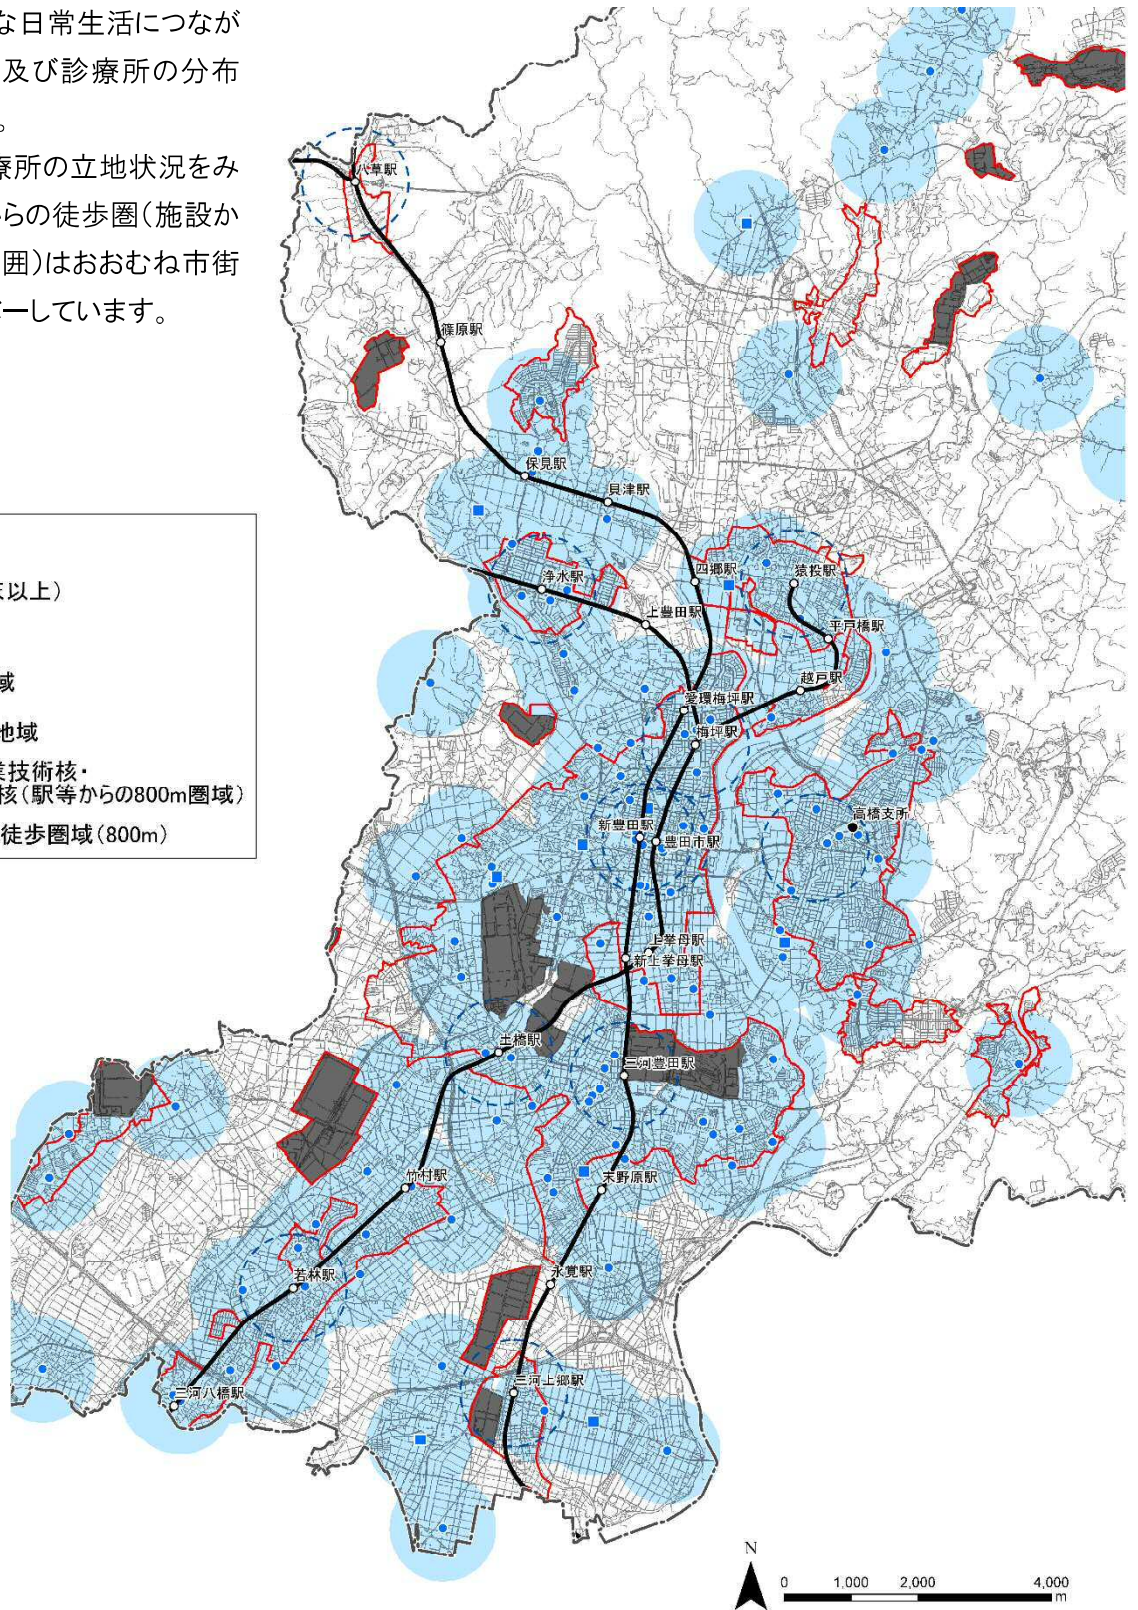 な日常生活につなが
及び診療所の分布
。
療所の立地状況をみ
らの徒歩圏（施設か
囲）はおおむね市街
バーしています。
床以上）
域
地域
業技術核・
核（駅等からの800m圏域）
徒歩圏域（800m）
八草駅
篠原駅
保見駅
貝津駅
浄水駅
四郷駅
猿投駅
上豊田駅
平戸橋駅
越戸駅
愛環梅坪駅
梅坪駅
高橋支所
新豊田駅
豊田市駅
上挙母駅
新上挙母駅
土橋駅
三河豊田駅
竹村駅
末野原駅
若林駅
永覚駅
三河八橋駅
三河上郷駅
N
0 1,000 2,000 4,000
m